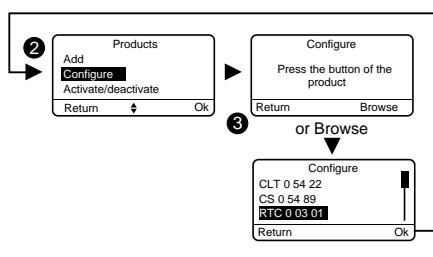 2
Products
Add
Configure
Activate/deactivate
Return Ok
Configure
Press the button of the
product
Return Browse
3
or Browse
Configure
CLT 0 54 22
CS 0 54 89
RTC 0 03 01
Return Ok